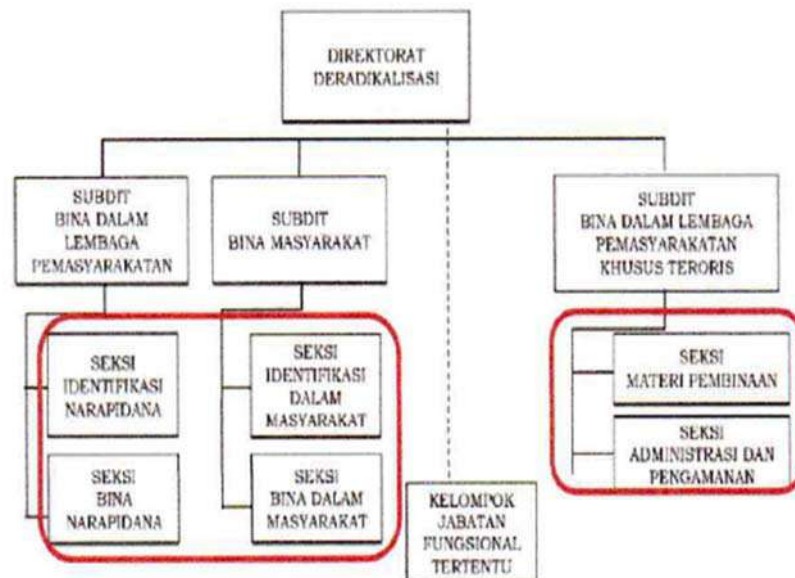 DIREKTORAT
DERADIKALISASI
SUBDIT
BINA DALAM
LEMBAGA
PEMASYARAKATAN
SUBDIT
BINA MASYARAKAT
SUBDIT
BINA DALAM LEMBAGA
PEMASYARAKATAN
KHUSUS TERORIS
SEKSI
IDENTIFIKASI
NARAPIDANA
SEKSI
IDENTIFIKASI
DALAM
MASYARAKAT
SEKSI
MATERI PEMBINAAN
SEKSI
BINA
NARAPIDANA
SEKSI
BINA DALAM
MASYARAKAT
SEKSI
ADMINISTRASI DAN
PENGAMANAN
KELOMPOK
JABATAN
FUNGSIONAL
TERTENTU